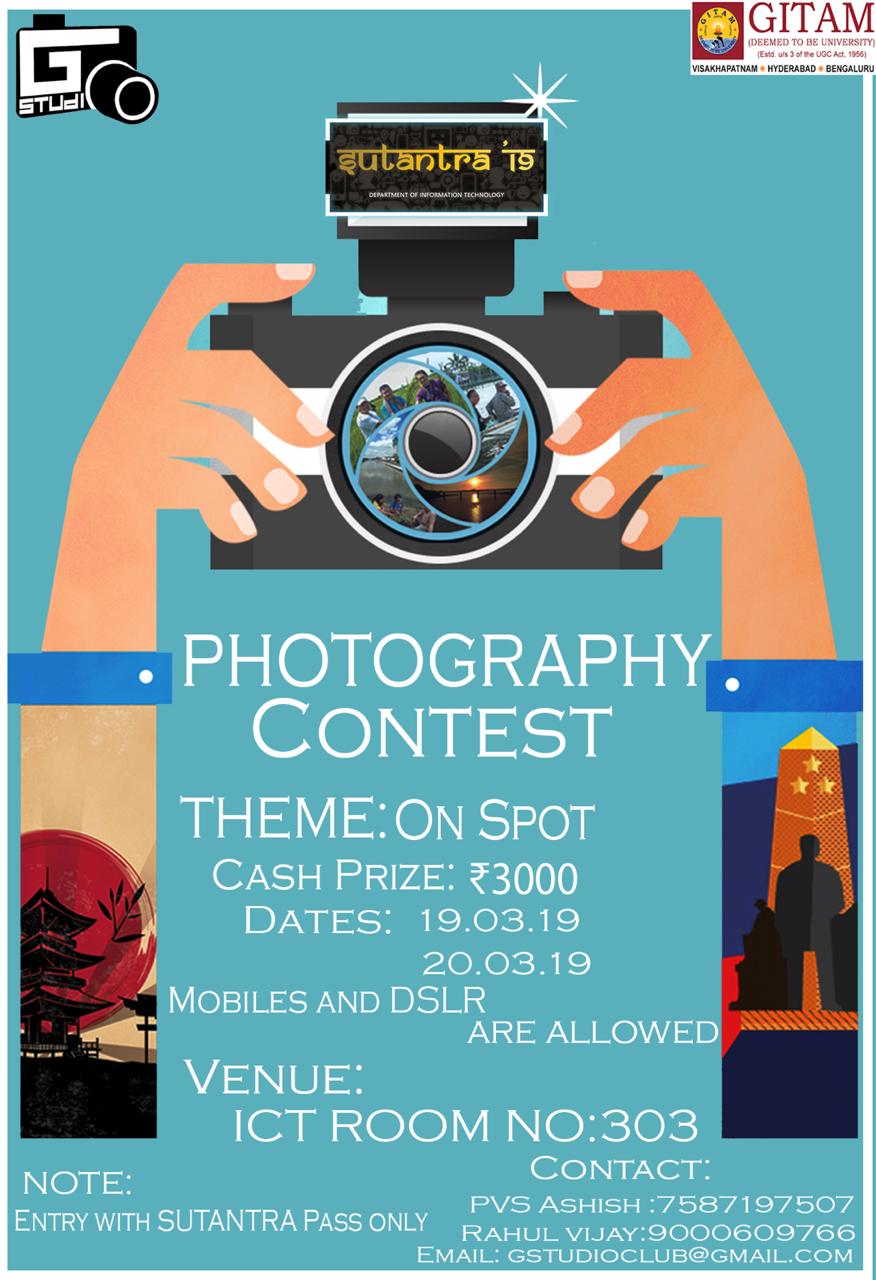 G
STUDIO
GITAM
(DEEMED TO BE UNIVERSITY)
(Estd. u/s 3 of the UGC Act, 1956)
VISAKHAPATNAM HYDERABAD BENGALURU
sutantra '19
DEPARTMENT OF INFORMATION TECHNOLOGY
PHOTOGRAPHY
CONTEST
THEME: ON SPOT
CASH PRIZE: ₹3000
DATES: 19.03.19
20.03.19
MOBILES AND DSLR
ARE ALLOWED
VENUE:
ICT ROOM NO:303
NOTE:
ENTRY WITH SUTANTRA PASS ONLY
CONTACT:
PVS ASHISH :7587197507
RAHUL VIJAY:9000609766
EMAIL: GSTUDIOCLUB@GMAIL.COM